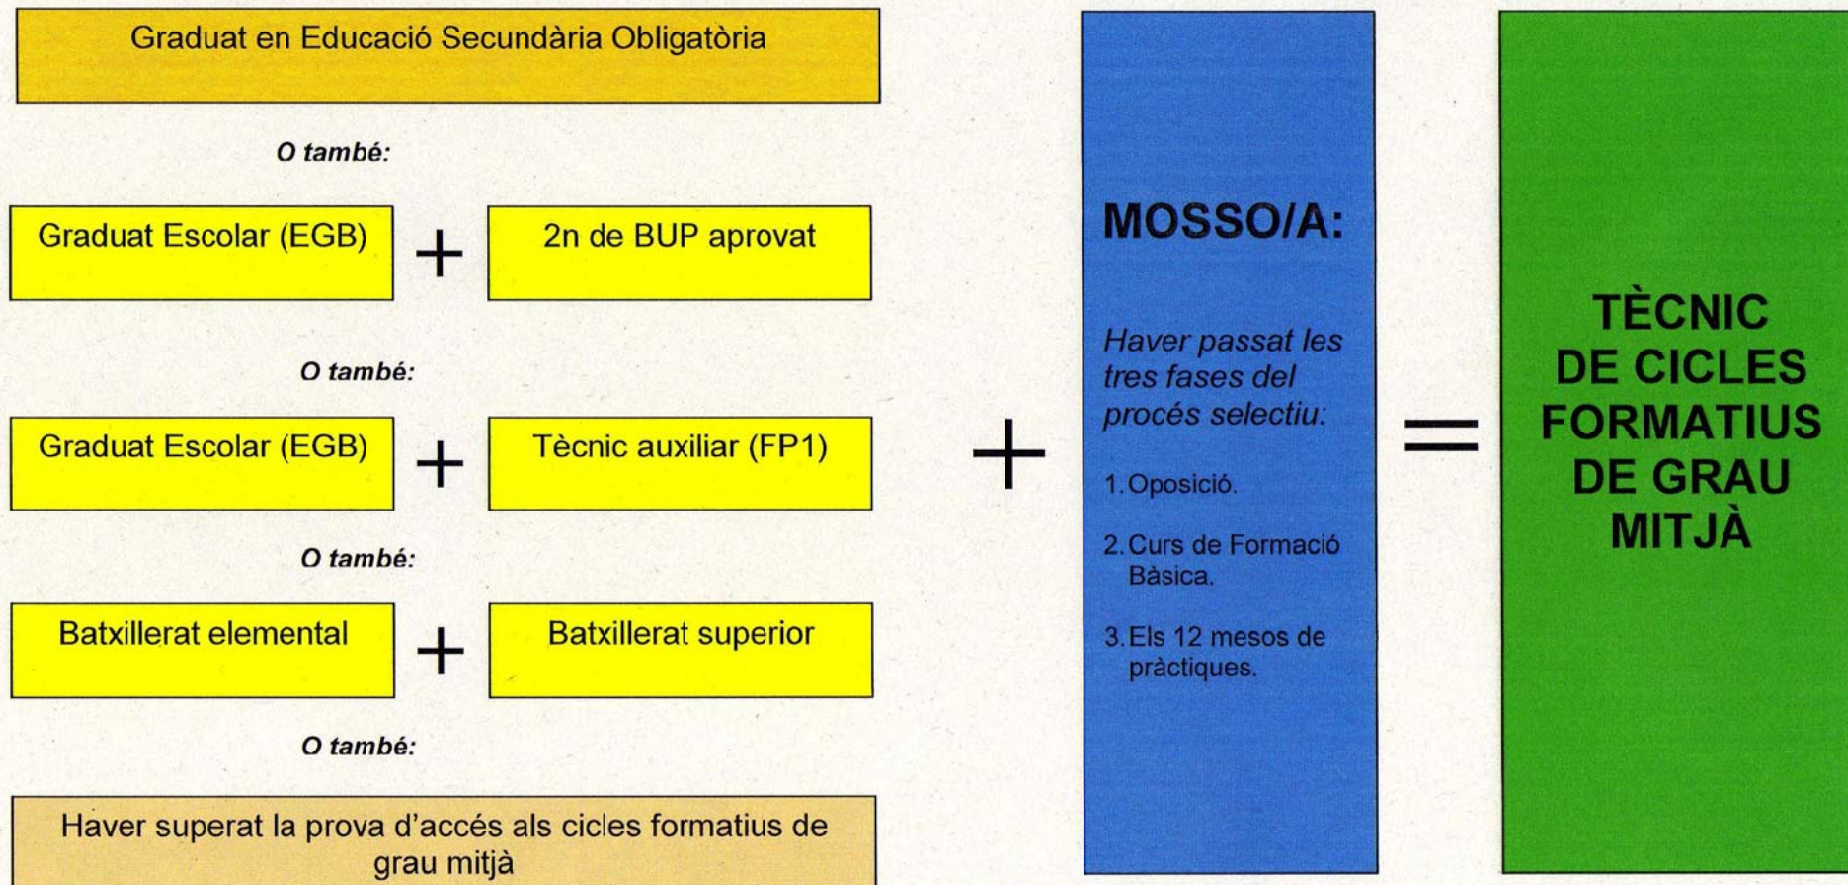 Graduat en Educació Secundària Obligatòria
O també:
Graduat Escolar (EGB)
+
2n de BUP aprovat
O també:
Graduat Escolar (EGB)
+
Tècnic auxiliar (FP1)
O també:
Batxillerat elemental
+
Batxillerat superior
O també:
Haver superat la prova d'accés als cicles formatius de
grau mitjà
+
MOSSO/A:
Haver passat les
tres fases del
procés selectiu:
1. Oposició.
2. Curs de Formació
Bàsica.
3. Els 12 mesos de
pràctiques.
=
TÈCNIC
DE CICLES
FORMATIUS
DE GRAU
MITJÀ